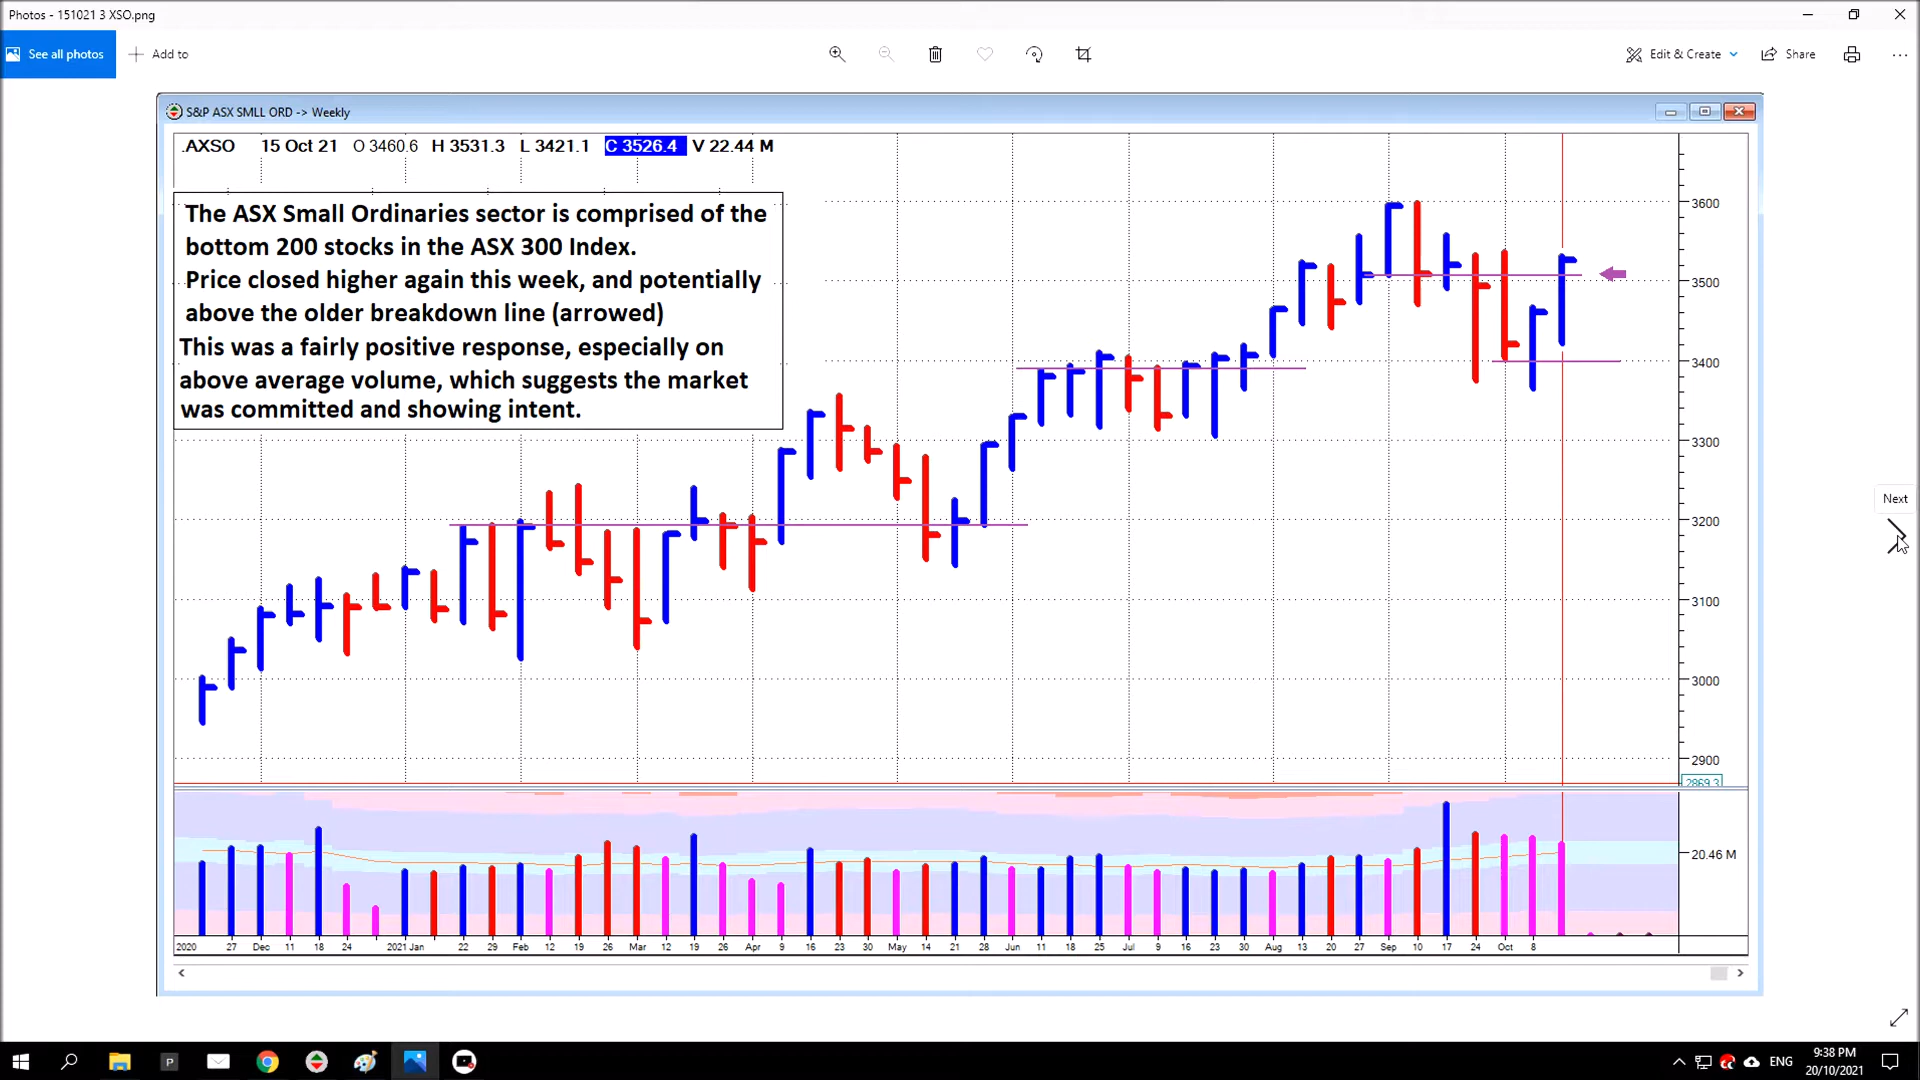 Photos - 151021 3 XSO.png
See all photos
Add to
Edit & Create
Share
S&P ASX SMLL ORD -> Weekly
.AXSO 15 Oct 21 O 3460.6 H 3531.3 L 3421.1 C 3526.4 V 22.44 M
The ASX Small Ordinaries sector is comprised of the
bottom 200 stocks in the ASX 300 Index.
Price closed higher again this week, and potentially
above the older breakdown line (arrowed)
This was a fairly positive response, especially on
above average volume, which suggests the market
was committed and showing intent.
3600
3500
3400
3300
3200
3100
3000
2900
2869.3
Next
20.46 M
2020 27 Dec 11 18 24 2021 Jan 22 29 Feb 12 19 26 Mar 12 19 26 Apr 9 16 23 30 May 14 21 28 Jun 11 18 25 Jul 9 16 23 30 Aug 13 20 27 Sep 10 17 24 Oct 8
P
ENG
9:38 PM
20/10/2021